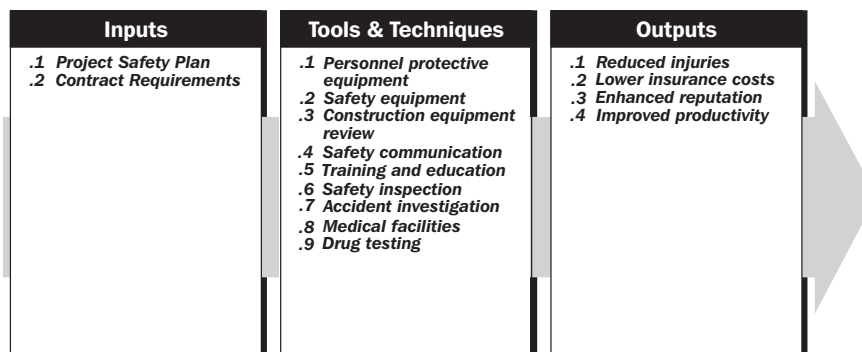 Inputs
.1 Project Safety Plan
.2 Contract Requirements
Tools & Techniques
.1 Personnel protective
equipment
.2 Safety equipment
.3 Construction equipment
review
.4 Safety communication
.5 Training and education
.6 Safety inspection
.7 Accident investigation
.8 Medical facilities
.9 Drug testing
Outputs
.1 Reduced injuries
.2 Lower insurance costs
.3 Enhanced reputation
.4 Improved productivity